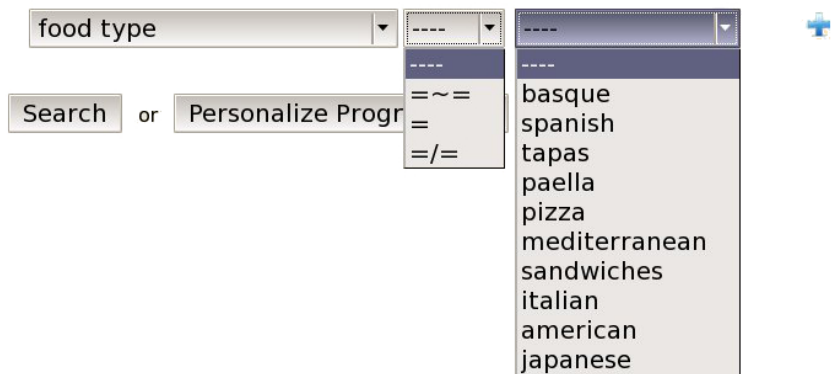 food type ---- ----
---- ----
=~= basque
= spanish
=/= tapas
Search or Personalize Progr
paella
pizza
mediterranean
sandwiches
italian
american
japanese